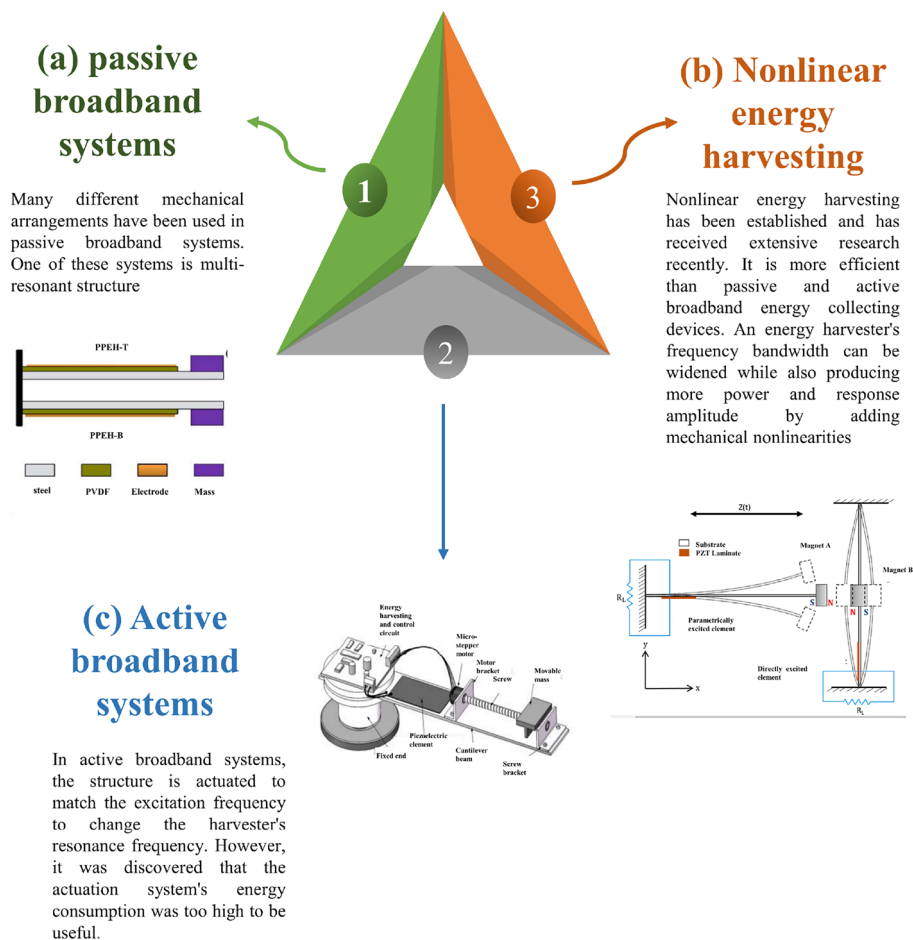 (a) passive
broadband
systems
Many different mechanical
arrangements have been used in
passive broadband systems.
One of these systems is multi-
resonant structure
PPEH-T
PPEH-B
steel
PVDF
Electrode
Mass
1
2
3
(b) Nonlinear
energy
harvesting
Nonlinear energy harvesting
has been established and has
received extensive research
recently. It is more efficient
than passive and active
broadband energy collecting
devices. An energy harvester's
frequency bandwidth can be
widened while also producing
more power and response
amplitude by adding
mechanical nonlinearities
Z(t)
Substrate
PZT Laminate
Magnet A
Magnet B
RL
S
N
N
S
Parametrically
excited element
y
x
Directly excited
element
RL
(c) Active
broadband
systems
In active broadband systems,
the structure is actuated to
match the excitation frequency
to change the harvester's
resonance frequency. However,
it was discovered that the
actuation system's energy
consumption was too high to be
useful.
Energy
harvesting
and control
circuit
Micro-
stepper
motor
Motor
bracket
Screw
Movable
mass
Piezoelectric
element
Fixed end
Cantilever
beam
Screw
bracket